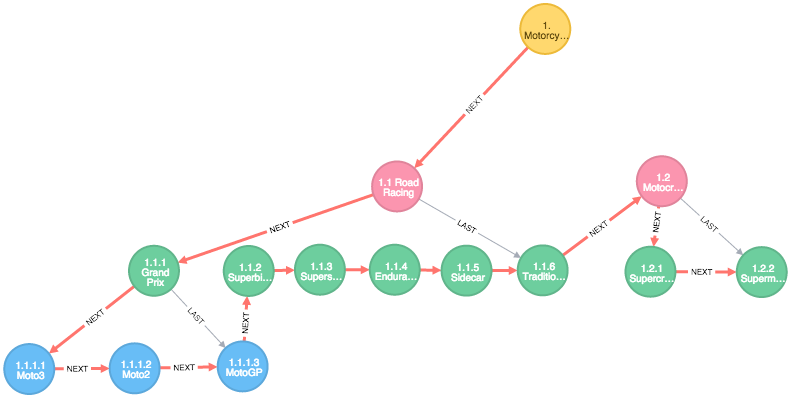 1.
Motorcy…
NEXT
1.1 Road
Racing
1.2
Motocr…
NEXT
LAST
NEXT
NEXT
LAST
1.1.1
Grand
Prix
1.1.2
Superbi…
1.1.3
Supers…
1.1.4
Endura…
1.1.5
Sidecar
1.1.6
Traditio…
1.2.1
Supercr…
NEXT
1.2.2
Superm…
NEXT
LAST
NEXT
1.1.1.1
Moto3
NEXT
1.1.1.2
Moto2
NEXT
1.1.1.3
MotoGP